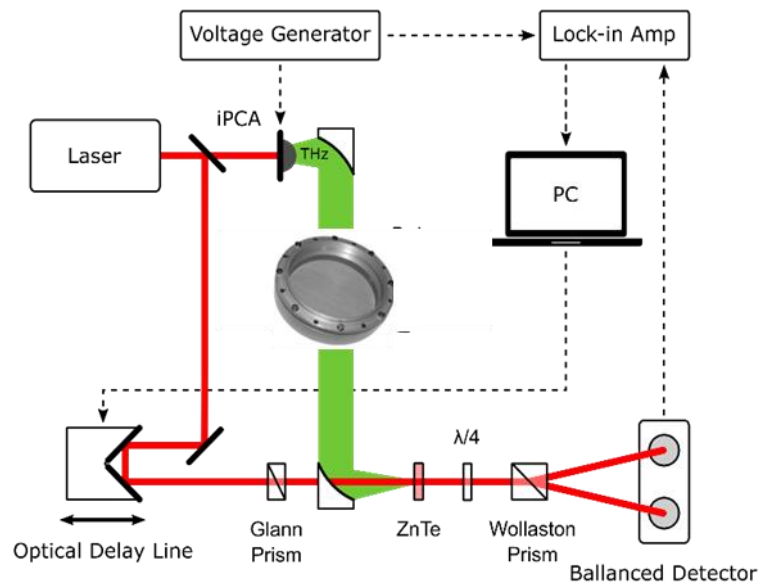 Voltage Generator
Lock-in Amp
iPCA
Laser
THz
PC
λ/4
Glann
Prism
ZnTe
Wollaston
Prism
Optical Delay Line
Ballanced Detector